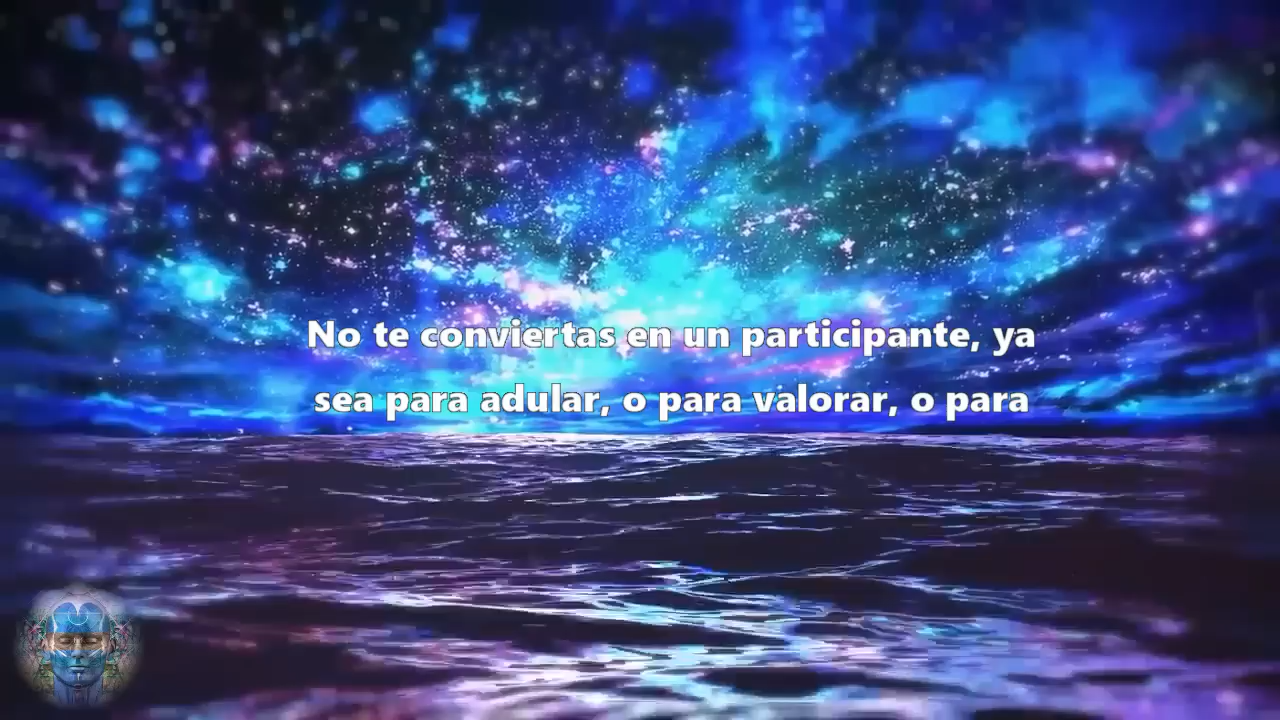 No te conviertas en un participante, ya
sea para adular, o para valorar, o para